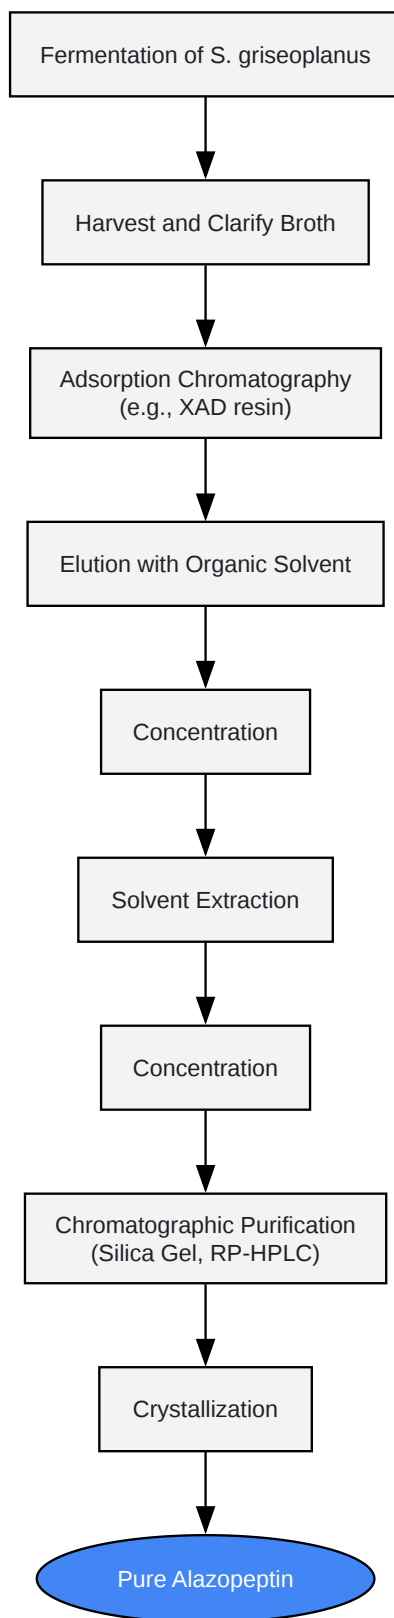 Fermentation of S. griseoplanus
Harvest and Clarify Broth
Adsorption Chromatography
(e.g., XAD resin)
Elution with Organic Solvent
Concentration
Solvent Extraction
Concentration
Chromatographic Purification
(Silica Gel, RP-HPLC)
Crystallization
Pure Alazopeptin